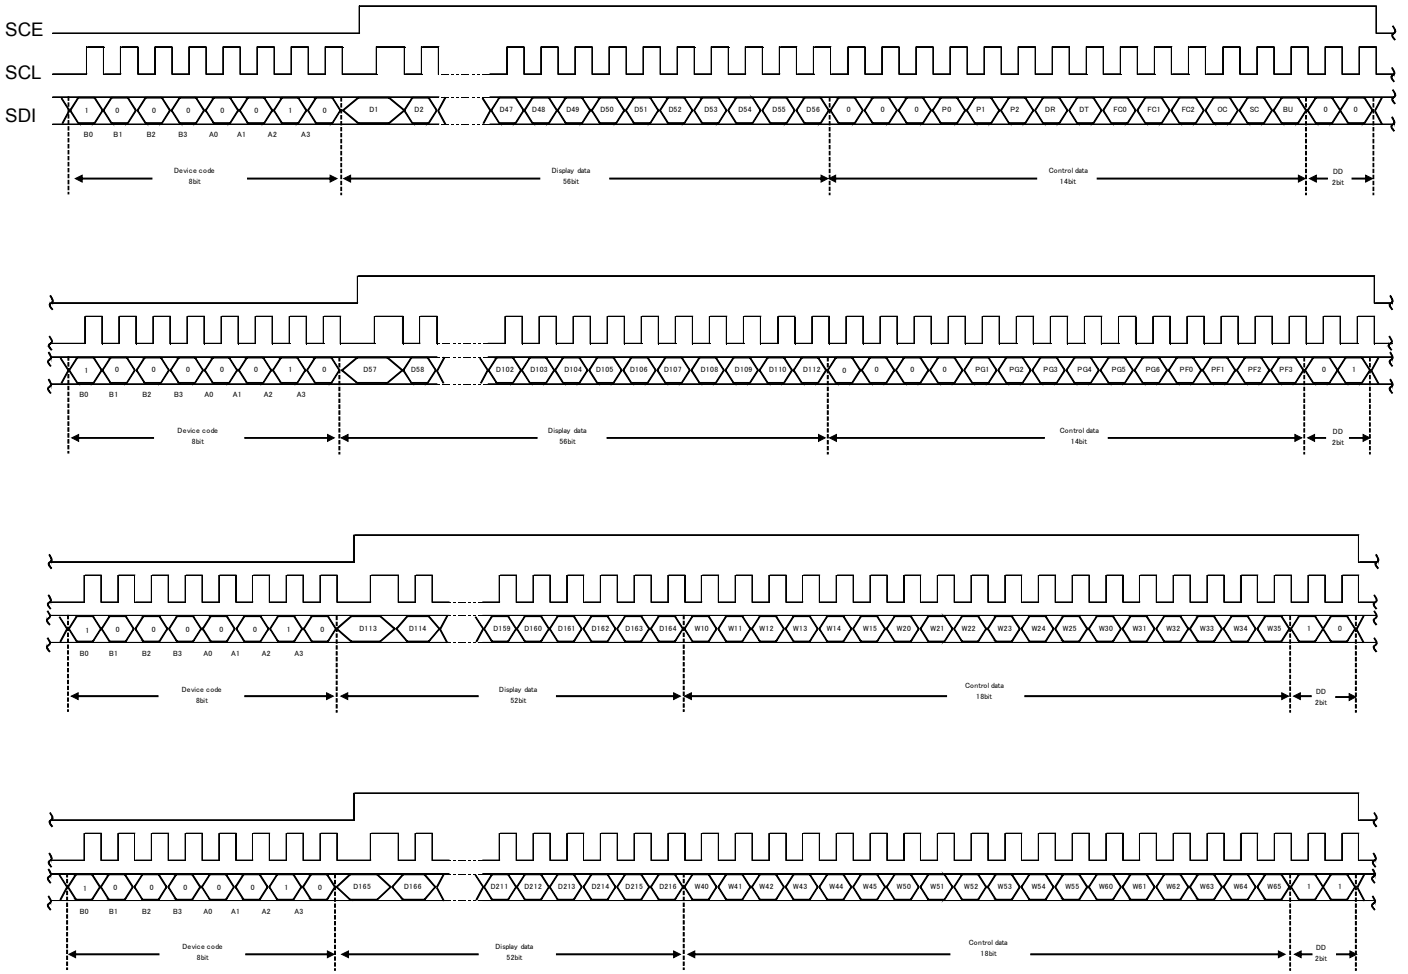 SCE
SCL
SDI
1 0 0 0 0 0 1 0 D1 D2 D47 D48 D49 D50 D51 D52 D53 D54 D55 D56 0 0 0 P0 P1 P2 DR DT FC0 FC1 FC2 OC SC BU 0 0
B0 B1 B2 B3 A0 A1 A2 A3
Device code Display data Control data DD
8bit 56bit 14bit 2bit
1 0 0 0 0 0 1 0 D57 D58 D102 D103 D104 D105 D106 D107 D108 D109 D110 D112 0 0 0 0 PG1 PG2 PG3 PG4 PG5 PG6 PF0 PF1 PF2 PF3 0 1
B0 B1 B2 B3 A0 A1 A2 A3
Device code Display data Control data DD
8bit 56bit 14bit 2bit
1 0 0 0 0 0 1 0 D113 D114 D159 D160 D161 D162 D163 D164 W10 W11 W12 W13 W14 W15 W20 W21 W22 W23 W24 W25 W30 W31 W32 W33 W34 W35 1 0
B0 B1 B2 B3 A0 A1 A2 A3
Device code Display data Control data DD
8bit 52bit 18bit 2bit
1 0 0 0 0 0 1 0 D165 D166 D211 D212 D213 D214 D215 D216 W40 W41 W42 W43 W44 W45 W50 W51 W52 W53 W54 W55 W60 W61 W62 W63 W64 W65 1 1
B0 B1 B2 B3 A0 A1 A2 A3
Device code Display data Control data DD
8bit 52bit 18bit 2bit